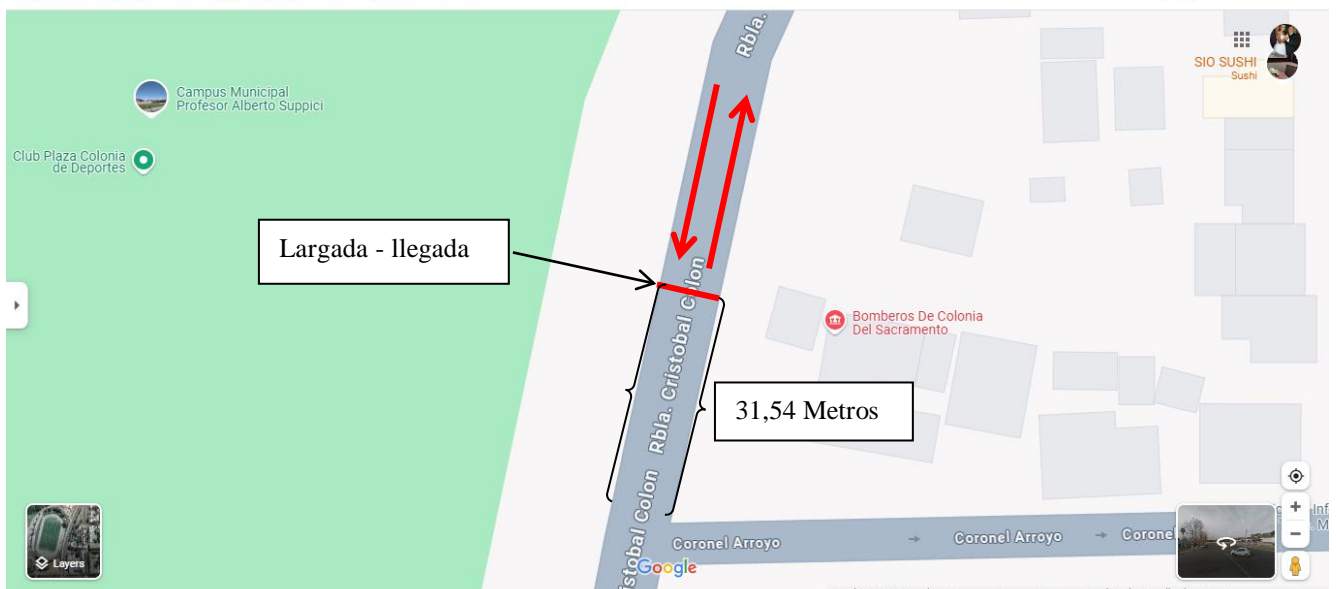 Rbla.
SIO SUSHI
Sushi
Campus Municipal
Profesor Alberto Suppici
Club Plaza Colonia
de Deportes
Largada - llegada
Rbla. Cristobal Colon
Bomberos De Colonia
Del Sacramento
31,54 Metros
Cristobal Colon
Coronel Arroyo
Coronel Arroyo
Layers
Google